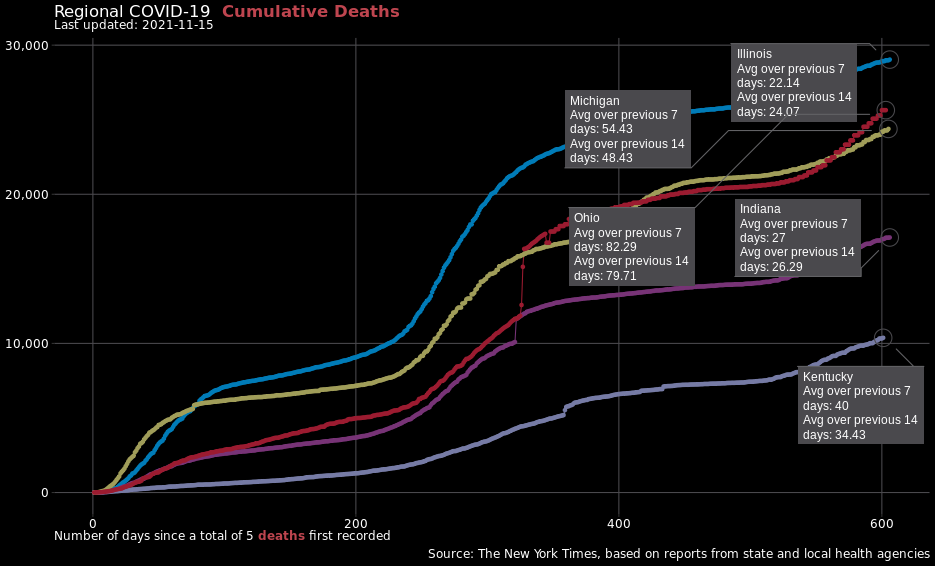 Regional COVID-19 Cumulative Deaths
Last updated: 2021-11-15
30,000
20,000
10,000
0
Illinois
Avg over previous 7
days: 22.14
Avg over previous 14
days: 24.07
Michigan
Avg over previous 7
days: 54.43
Avg over previous 14
days: 48.43
Ohio
Avg over previous 7
days: 82.29
Avg over previous 14
days: 79.71
Indiana
Avg over previous 7
days: 27
Avg over previous 14
days: 26.29
Kentucky
Avg over previous 7
days: 40
Avg over previous 14
days: 34.43
0
200
400
600
Number of days since a total of 5 deaths first recorded
Source: The New York Times, based on reports from state and local health agencies